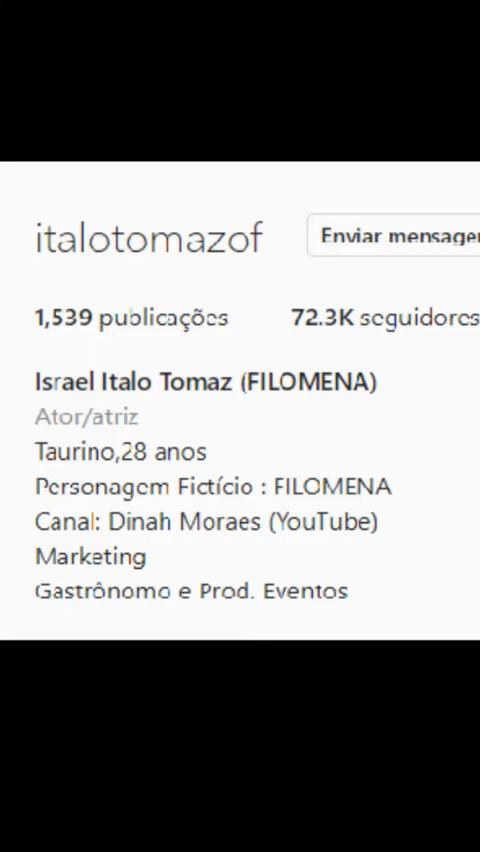 italotomazof
Enviar mensagem
1,539 publicações
72.3K seguidores
Israel Italo Tomaz (FILOMENA)
Ator/atriz
Taurino,28 anos
Personagem Fictício : FILOMENA
Canal: Dinah Moraes (YouTube)
Marketing
Gastrônomo e Prod. Eventos